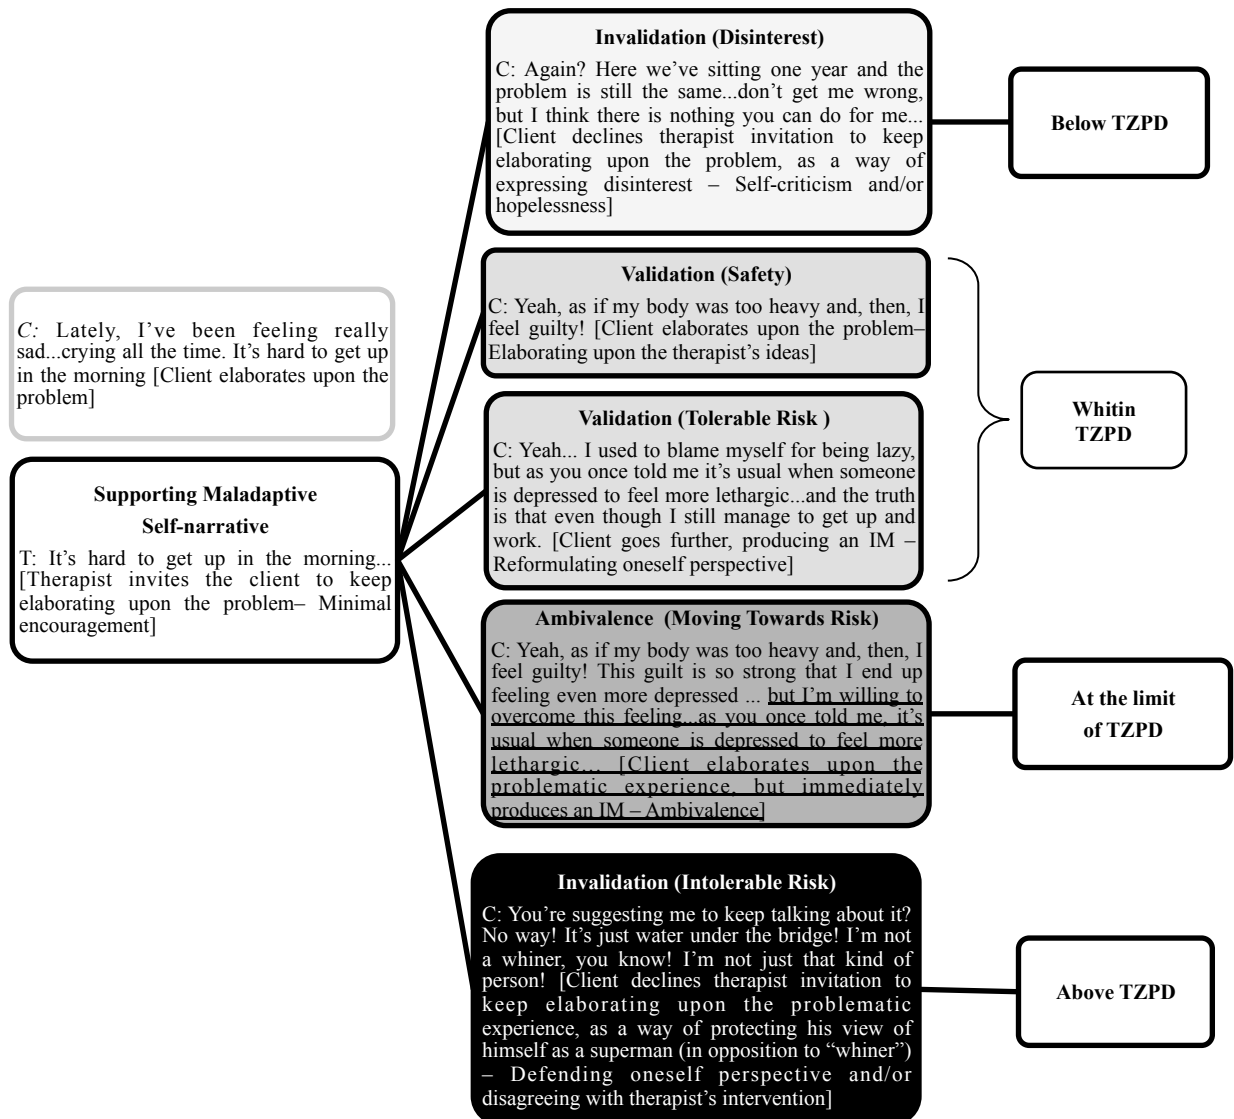 C: Lately, I've been feeling really
sad...crying all the time. It's hard to get up
in the morning [Client elaborates upon the
problem]
Supporting Maladaptive
Self-narrative
T: It's hard to get up in the morning...
[Therapist invites the client to keep
elaborating upon the problem– Minimal
encouragement]
Invalidation (Disinterest)
C: Again? Here we've sitting one year and the
problem is still the same...don't get me wrong,
but I think there is nothing you can do for me...
[Client declines therapist invitation to keep
elaborating upon the problem, as a way of
expressing disinterest – Self-criticism and/or
hopelessness]
Below TZPD
Validation (Safety)
C: Yeah, as if my body was too heavy and, then, I
feel guilty! [Client elaborates upon the problem–
Elaborating upon the therapist's ideas]
Validation (Tolerable Risk )
C: Yeah... I used to blame myself for being lazy,
but as you once told me it's usual when someone
is depressed to feel more lethargic...and the truth
is that even though I still manage to get up and
work. [Client goes further, producing an IM –
Reformulating oneself perspective]
Whitin
TZPD
Ambivalence (Moving Towards Risk)
C: Yeah, as if my body was too heavy and, then, I
feel guilty! This guilt is so strong that I end up
feeling even more depressed ... but I'm willing to
overcome this feeling...as you once told me, it's
usual when someone is depressed to feel more
lethargic... [Client elaborates upon the
problematic experience, but immediately
produces an IM – Ambivalence]
At the limit
of TZPD
Invalidation (Intolerable Risk)
C: You're suggesting me to keep talking about it?
No way! It's just water under the bridge! I'm not
a whiner, you know! I'm not just that kind of
person! [Client declines therapist invitation to
keep elaborating upon the problematic
experience, as a way of protecting his view of
himself as a superman (in opposition to “whiner”)
– Defending oneself perspective and/or
disagreeing with therapist's intervention]
Above TZPD